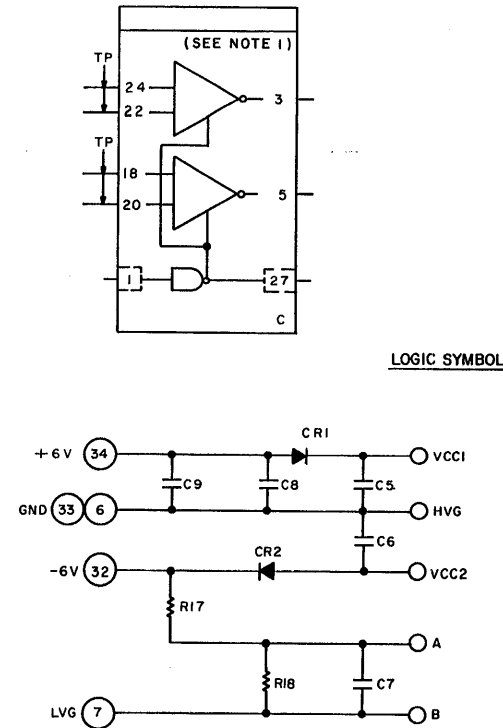 (SEE NOTE 1)
TP
24
22
3
TP
18
20
5
1
27
C
LOGIC SYMBOL
CR1
+6V 34
VCC1
C9
C8
C5
GND 33 6
HVG
C6
CR2
-6V 32
VCC2
R17
A
R18
C7
LVG 7
B